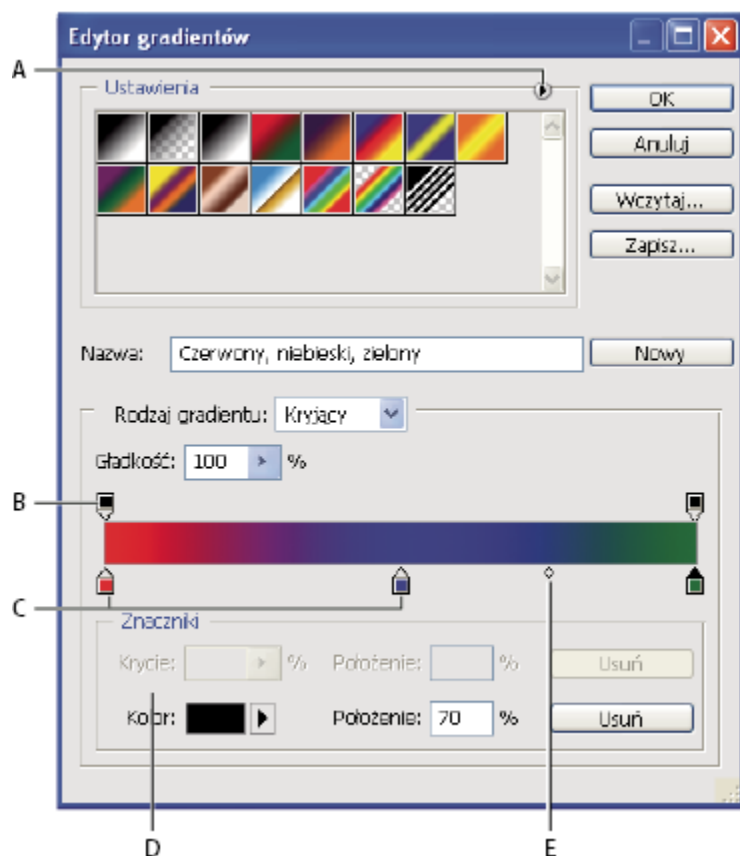 Edytor gradientów
A
Ustawienia
OK
Anuluj
Wczytaj...
Zapisz...
Nazwa: Czerwony, niebieski, zielony Nowy
Rodzaj gradientu: Kryjący
Gładkość: 100 %
B
C
Znaczniki
Krycie: % Położenie: % Usuń
Kolor: Położenie: 70 % Usuń
D E